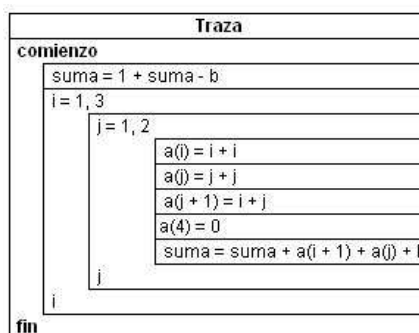 Traza
comienzo
suma = 1 + suma - b
i = 1, 3
j = 1, 2
a(i) = i + i
a(j) = j + j
a(j + 1) = i + j
a(4) = 0
suma = suma + a(i + 1) + a(j) +
j
i
fin